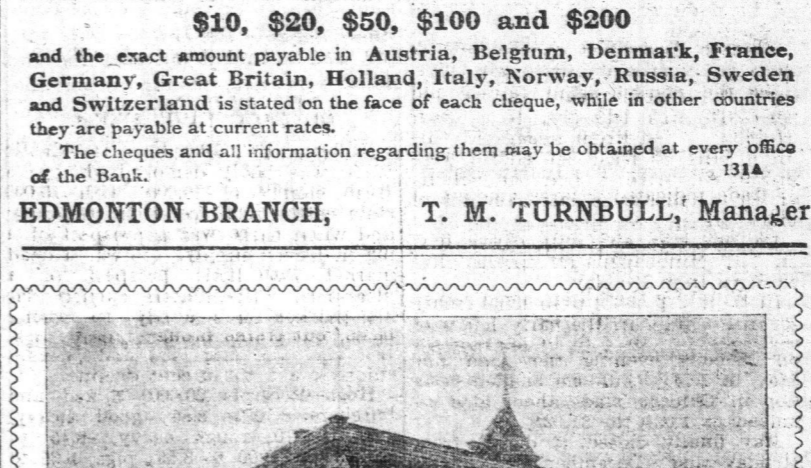 $10, $20, $50, $100 and $200
and the exact amount payable in Austria, Belgium, Denmark, France,
Germany, Great Britain, Holland, Italy, Norway, Russia, Sweden
and Switzerland is stated on the face of each cheque, while in other countries
they are payable at current rates.
The cheques and all information regarding them may be obtained at every office
of the Bank. 131A
EDMONTON BRANCH, T. M. TURNBULL, Manager